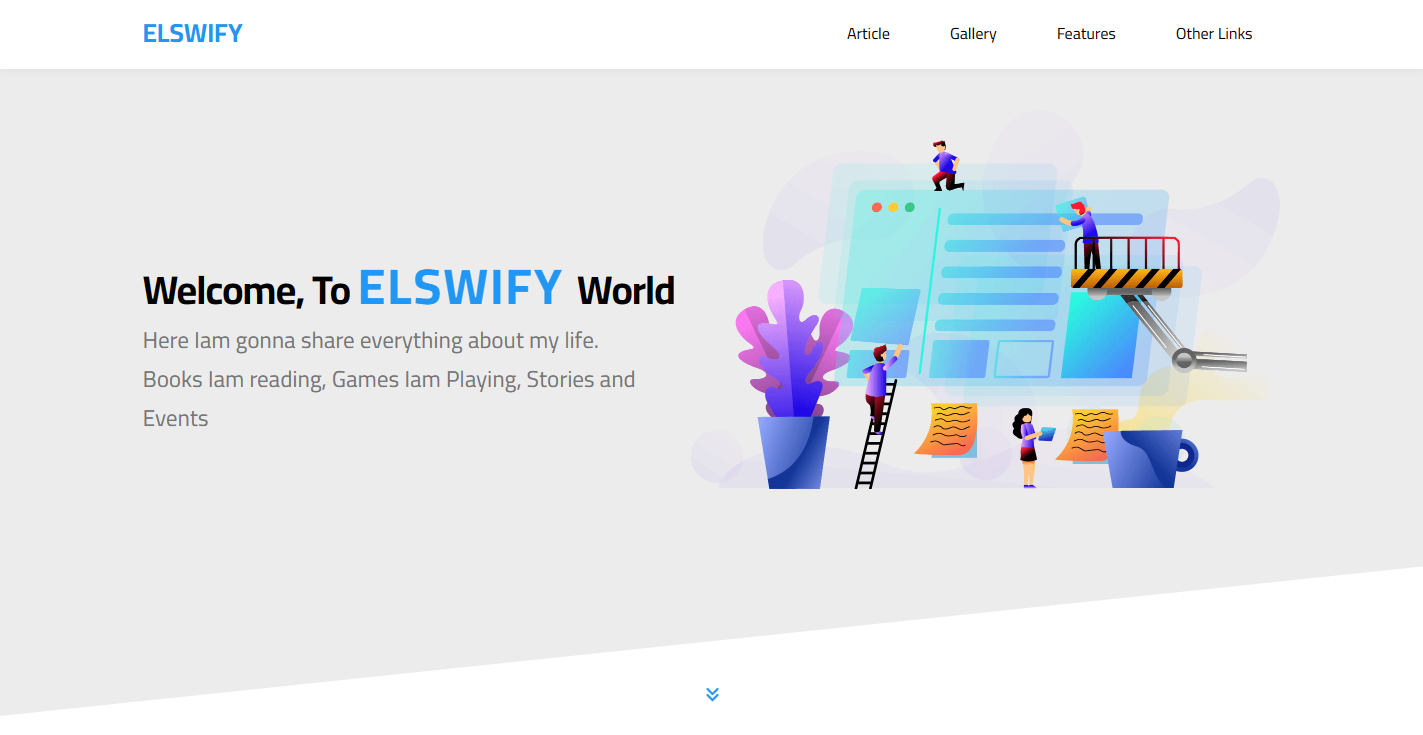 ELSWIFY
Article Gallery Features Other Links
Welcome, To ELSWIFY World
Here Iam gonna share everything about my life.
Books Iam reading, Games Iam Playing, Stories and
Events